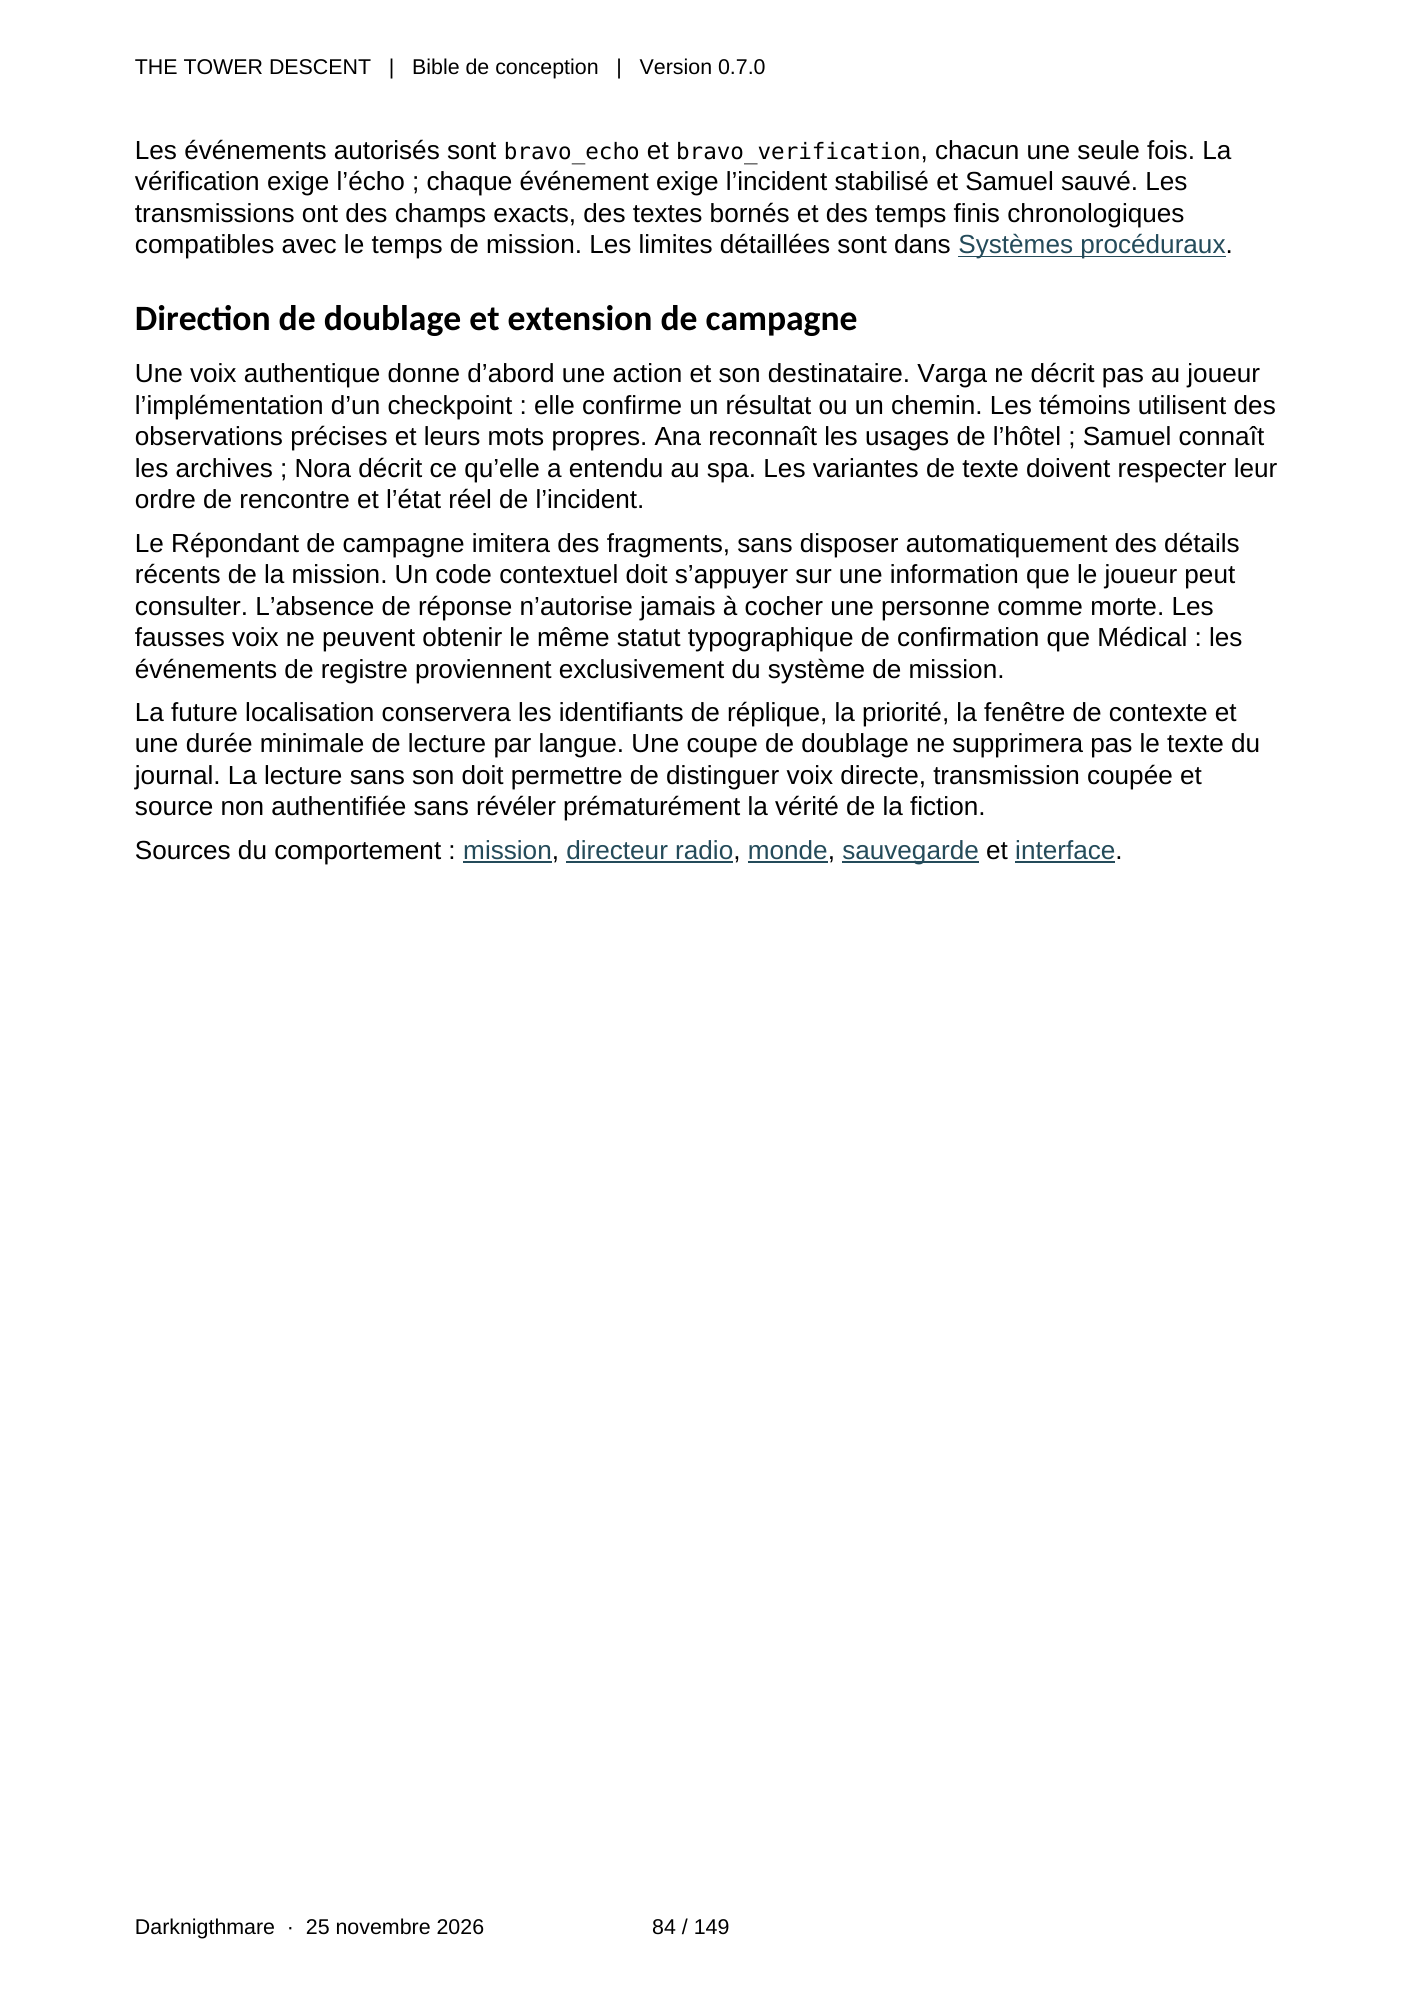 THE TOWER DESCENT | Bible de conception | Version 0.7.0
Les événements autorisés sont bravo_echo et bravo_verification, chacun une seule fois. La
vérification exige l’écho ; chaque événement exige l’incident stabilisé et Samuel sauvé. Les
transmissions ont des champs exacts, des textes bornés et des temps finis chronologiques
compatibles avec le temps de mission. Les limites détaillées sont dans Systèmes procéduraux.
Direction de doublage et extension de campagne
Une voix authentique donne d’abord une action et son destinataire. Varga ne décrit pas au joueur
l’implémentation d’un checkpoint : elle confirme un résultat ou un chemin. Les témoins utilisent des
observations précises et leurs mots propres. Ana reconnaît les usages de l’hôtel ; Samuel connaît
les archives ; Nora décrit ce qu’elle a entendu au spa. Les variantes de texte doivent respecter leur
ordre de rencontre et l’état réel de l’incident.
Le Répondant de campagne imitera des fragments, sans disposer automatiquement des détails
récents de la mission. Un code contextuel doit s’appuyer sur une information que le joueur peut
consulter. L’absence de réponse n’autorise jamais à cocher une personne comme morte. Les
fausses voix ne peuvent obtenir le même statut typographique de confirmation que Médical : les
événements de registre proviennent exclusivement du système de mission.
La future localisation conservera les identifiants de réplique, la priorité, la fenêtre de contexte et
une durée minimale de lecture par langue. Une coupe de doublage ne supprimera pas le texte du
journal. La lecture sans son doit permettre de distinguer voix directe, transmission coupée et
source non authentifiée sans révéler prématurément la vérité de la fiction.
Sources du comportement : mission, directeur radio, monde, sauvegarde et interface.
Darknigthmare · 25 novembre 2026 84 / 149